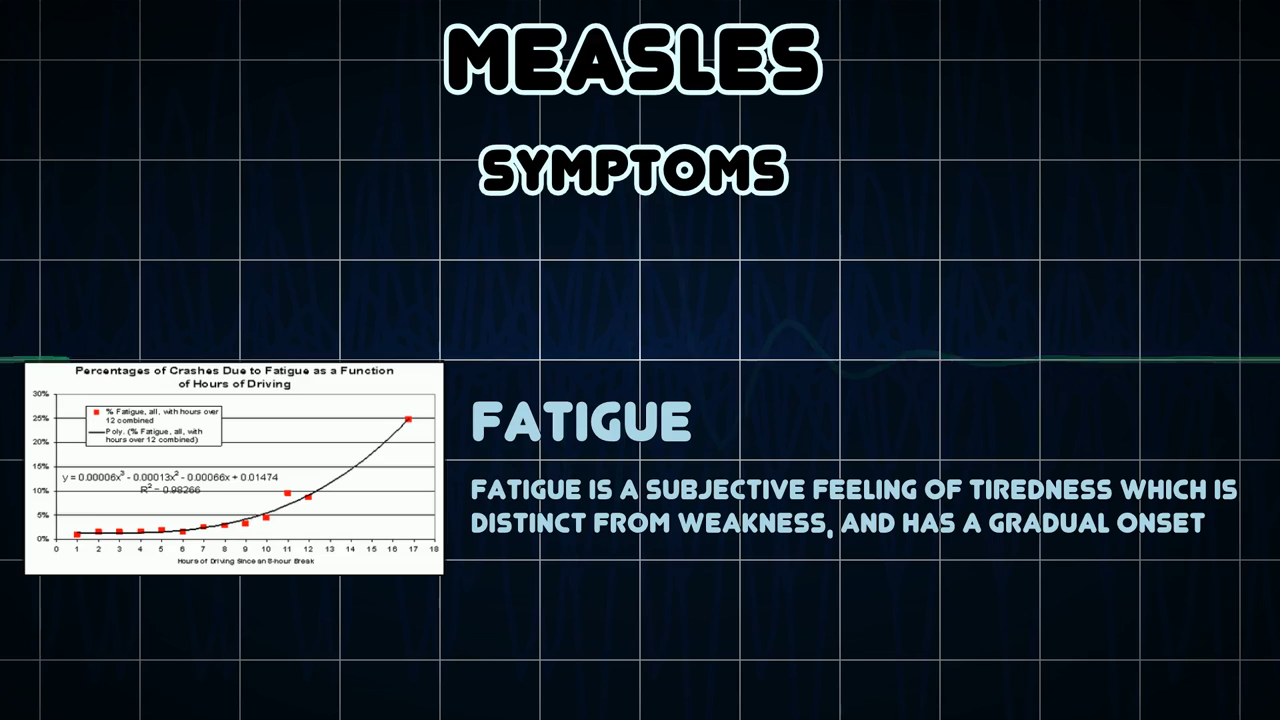 MEASLES
SYMPTOMS
Percentages of Crashes Due to Fatigue as a Function
of Hours of Driving
30%
25%
20%
15%
10%
5%
0%
% Fatigue, all, with hours over
12 combined
Poly. (% Fatigue, all, with
hours over 12 combined)
y = 0.00006x³ - 0.00013x² - 0.00066x + 0.01474
R² = 0.98266
0 1 2 3 4 5 6 7 8 9 10 11 12 13 14 15 16 17 18
Hours of Driving Since an 8-hour Break
FATIGUE
FATIGUE IS A SUBJECTIVE FEELING OF TIREDNESS WHICH IS
DISTINCT FROM WEAKNESS, AND HAS A GRADUAL ONSET